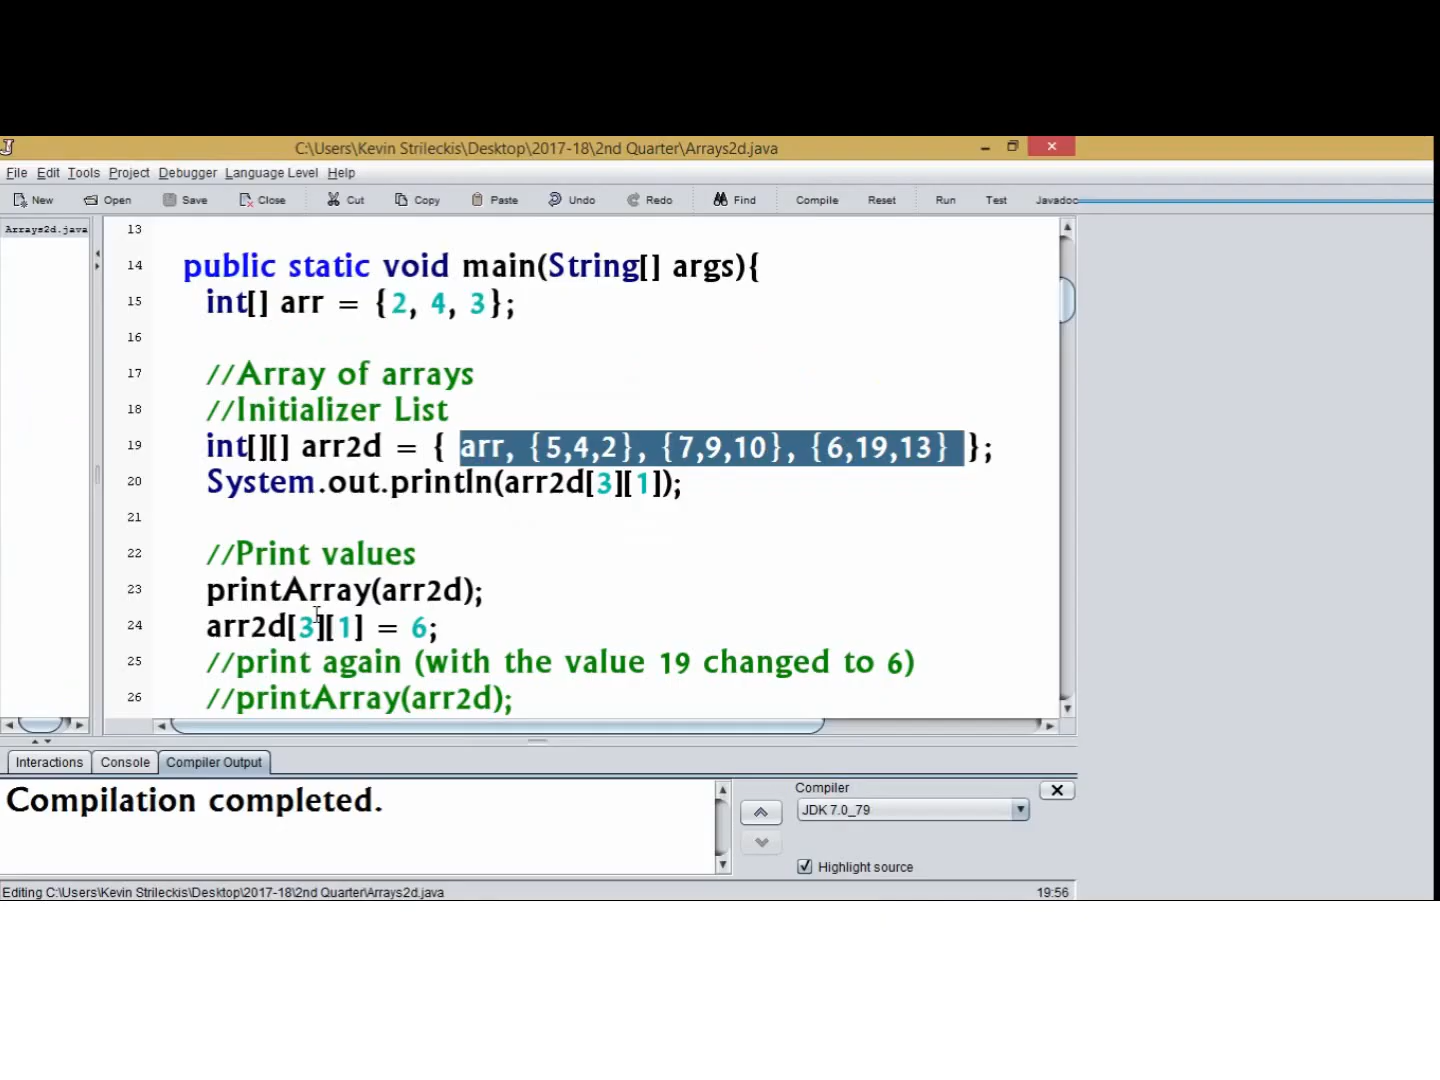 C:\Users\Kevin Strileckis\Desktop\2017-18\2nd Quarter\Arrays2d.java
File Edit Tools Project Debugger Language Level Help
New Open Save Close Cut Copy Paste Undo Redo Find Compile Reset Run Test Javadoc
Arrays2d.java
13
14 public static void main(String[] args){
15 int[] arr = {2, 4, 3};
16
17 //Array of arrays
18 //Initializer List
19 int[][] arr2d = { arr, {5,4,2}, {7,9,10}, {6,19,13} };
20 System.out.println(arr2d[3][1]);
21
22 //Print values
23 printArray(arr2d);
24 arr2d[3][1] = 6;
25 //print again (with the value 19 changed to 6)
26 //printArray(arr2d);
Interactions Console Compiler Output
Compilation completed.
Compiler
JDK 7.0_79
Highlight source
Editing C:\Users\Kevin Strileckis\Desktop\2017-18\2nd Quarter\Arrays2d.java 19:56